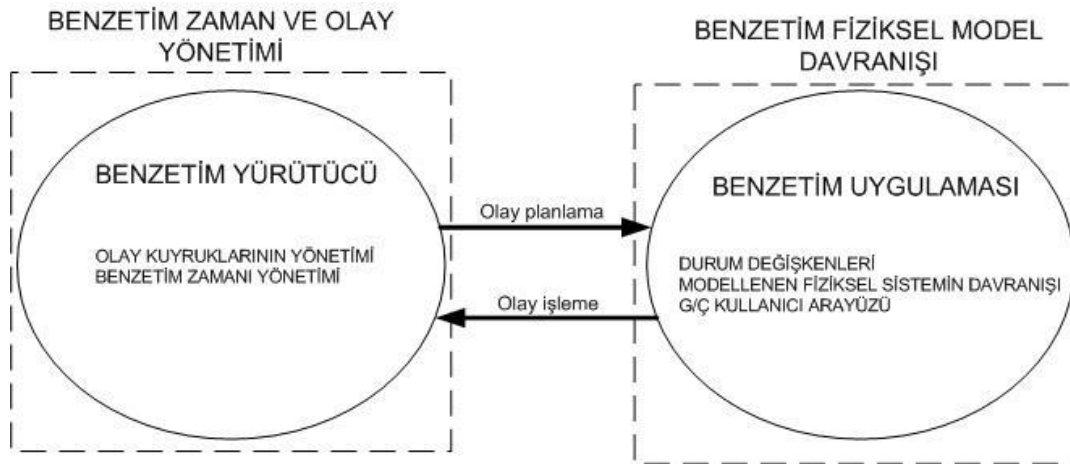 BENZETİM ZAMAN VE OLAY
YÖNETİMİ
BENZETİM FİZİKSEL MODEL
DAVRANIŞI
BENZETİM YÜRÜTÜCÜ
OLAY KUYRUKLARININ YÖNETİMİ
BENZETİM ZAMANI YÖNETİMİ
Olay planlama
Olay işleme
BENZETİM UYGULAMASI
DURUM DEĞİŞKENLERİ
MODELLENEN FİZİKSEL SİSTEMİN DAVRANIŞI
G/Ç KULLANICI ARAYÜZÜ